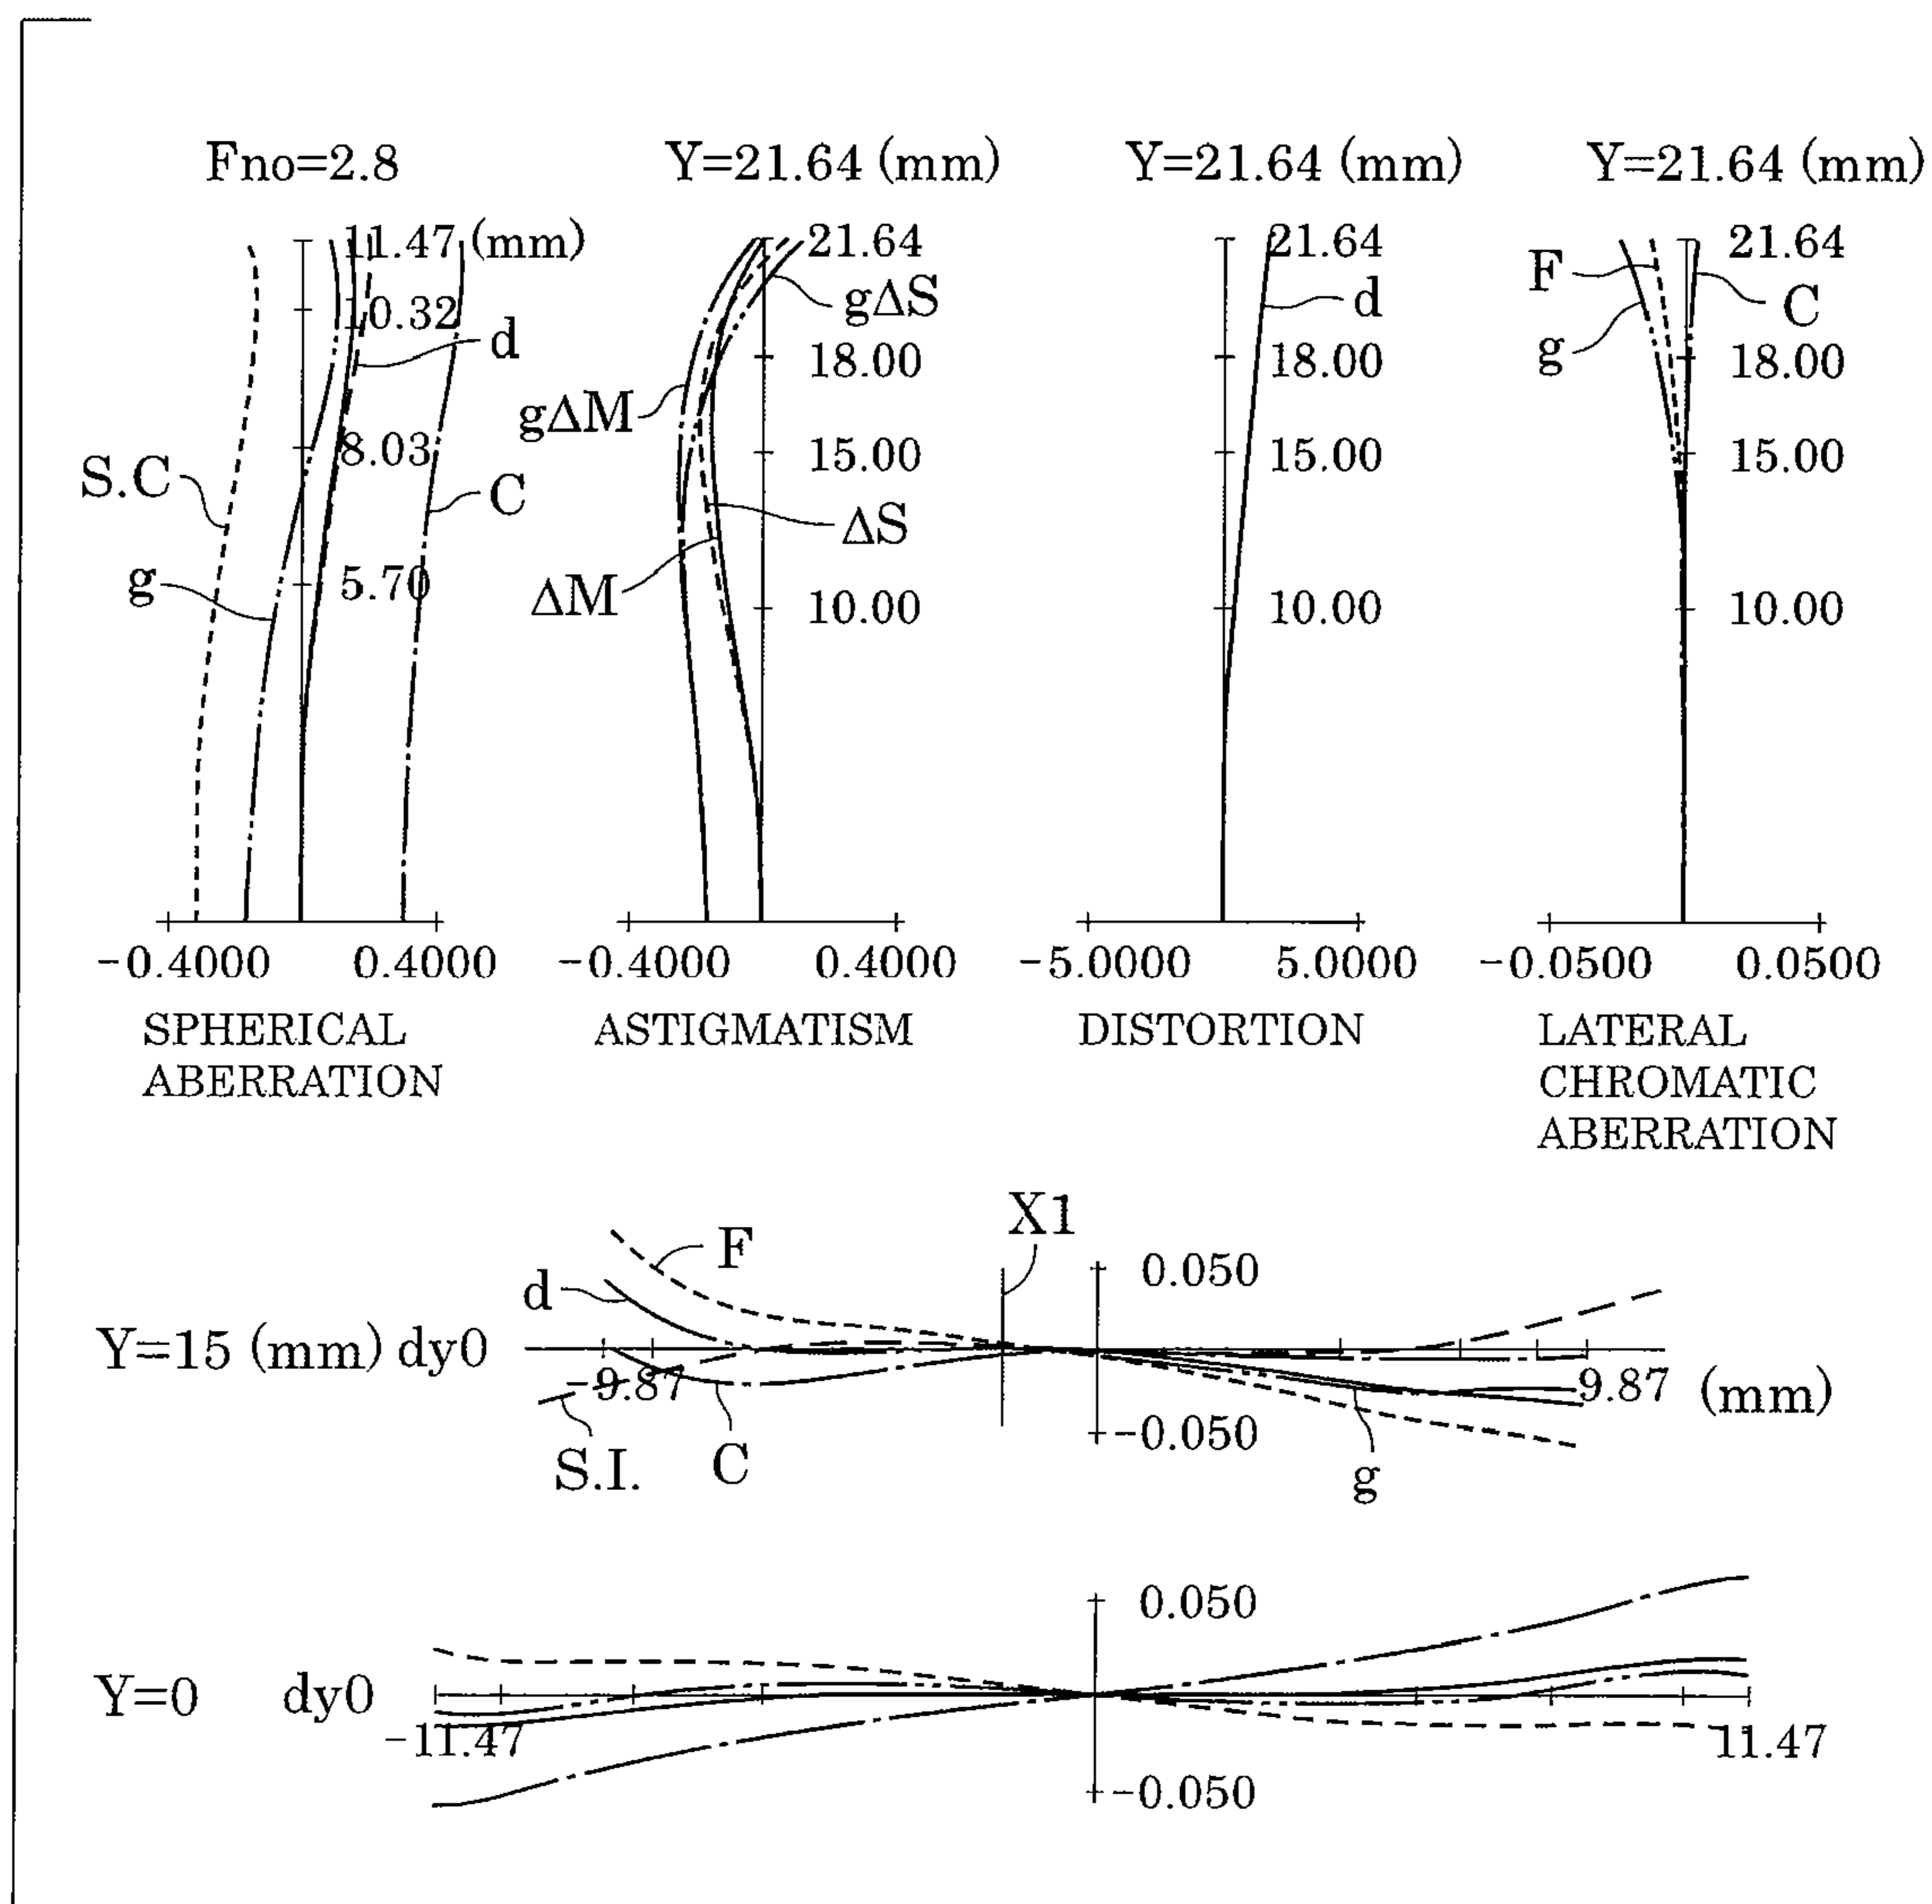 Fno=2.8
11.47 (mm)
10.32
d
8.03
S.C
C
g
5.70
-0.4000 0.4000
SPHERICAL
ABERRATION
Y=21.64 (mm)
21.64
gΔS
18.00
gΔM
15.00
ΔS
ΔM
10.00
-0.4000 0.4000
ASTIGMATISM
Y=21.64 (mm)
21.64
d
18.00
15.00
10.00
-5.0000 5.0000
DISTORTION
Y=21.64 (mm)
21.64
F
C
g
18.00
15.00
10.00
-0.0500 0.0500
LATERAL
CHROMATIC
ABERRATION
X1
F
0.050
d
Y=15 (mm) dy0
-9.87 9.87 (mm)
-0.050
S.I. C g
0.050
Y=0 dy0
-11.47 11.47
-0.050